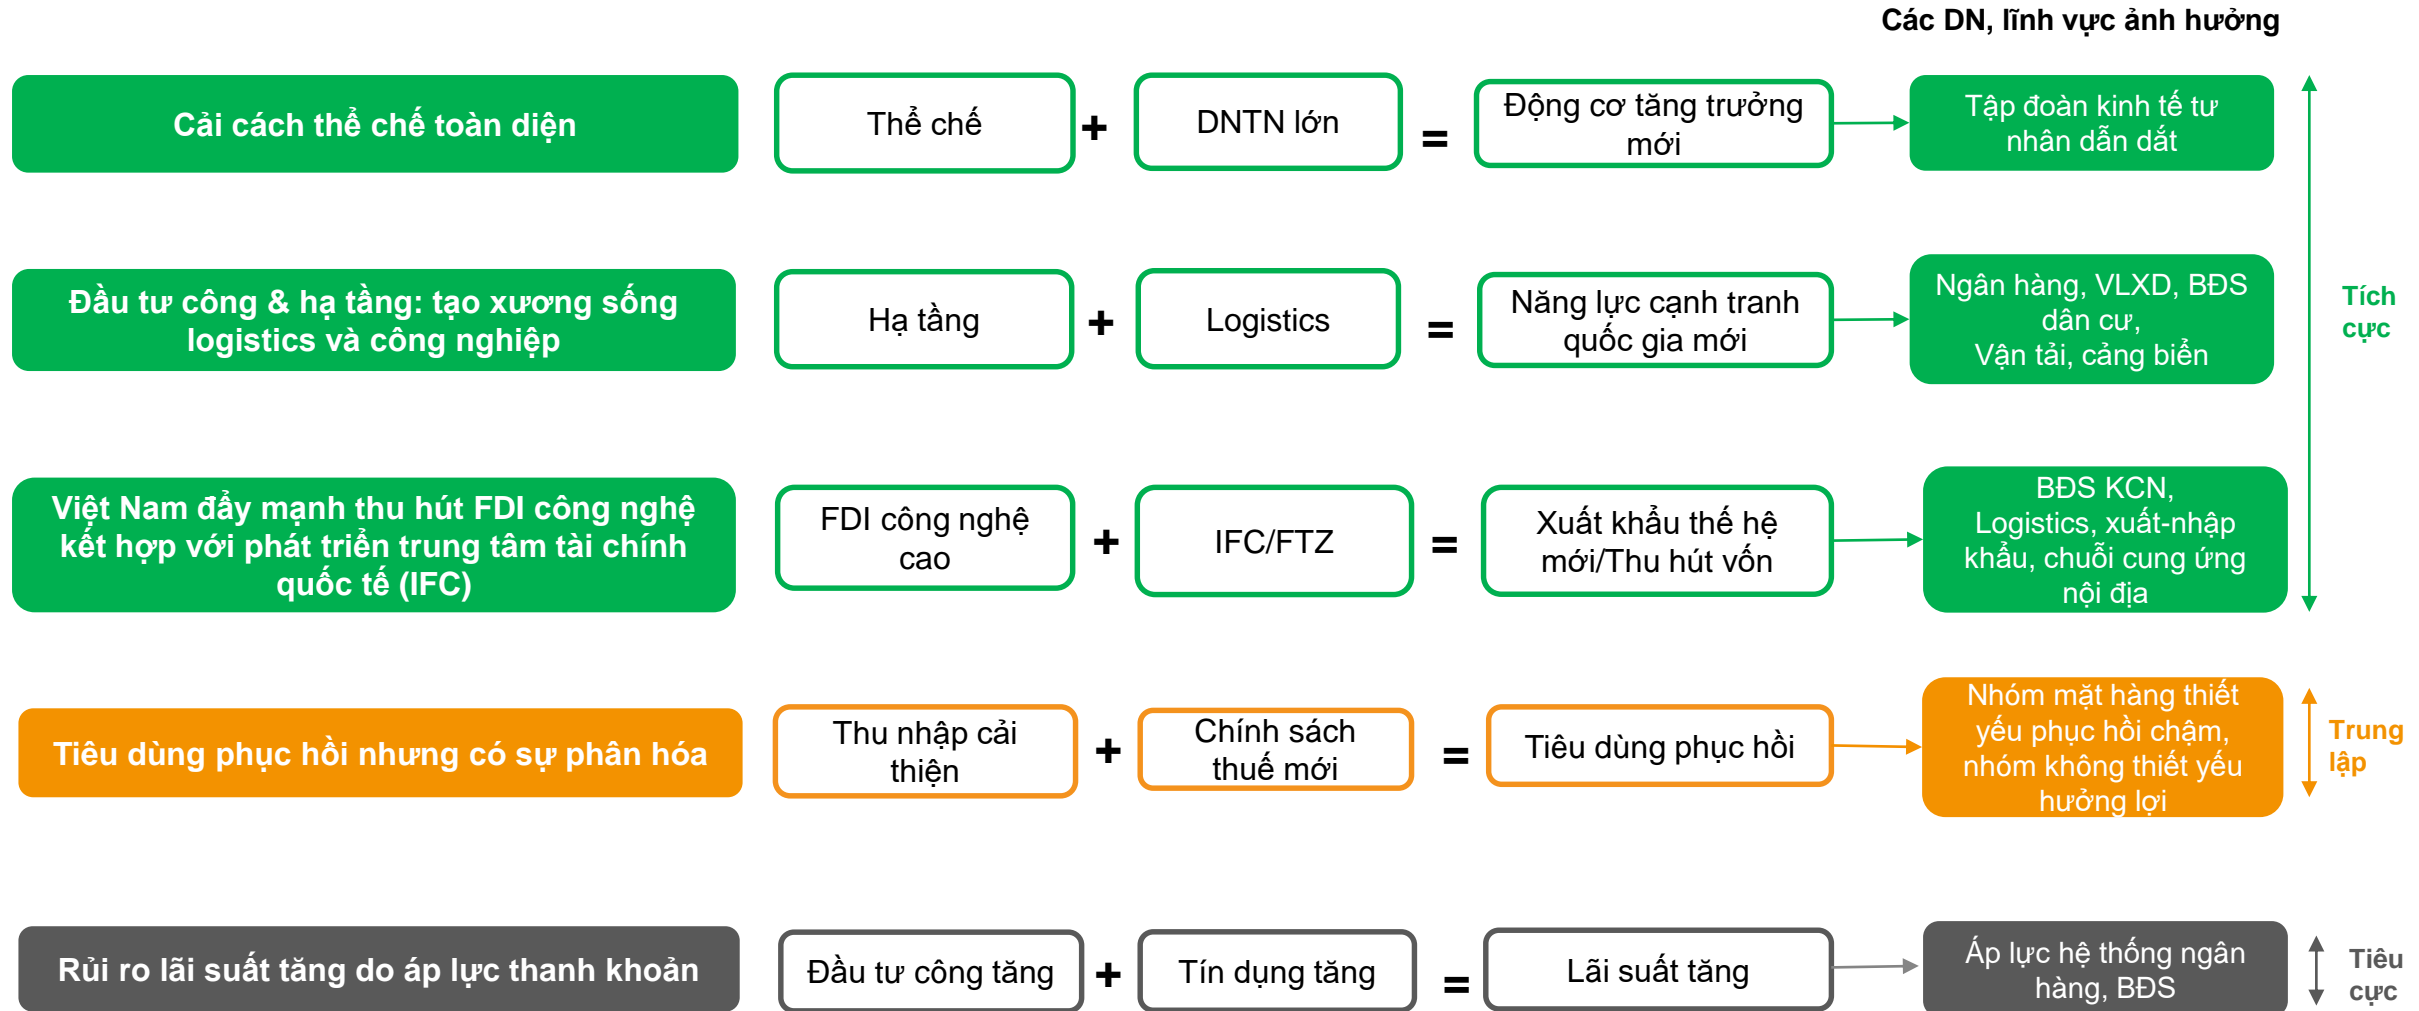 Các DN, lĩnh vực ảnh hưởng
Cải cách thể chế toàn diện
Thể chế
+
DNTN lớn
=
Động cơ tăng trưởng
mới
Tập đoàn kinh tế tư
nhân dẫn dắt
Đầu tư công & hạ tầng: tạo xương sống
logistics và công nghiệp
Hạ tầng
+
Logistics
=
Năng lực cạnh tranh
quốc gia mới
Ngân hàng, VLXD, BĐS
dân cư,
Vận tải, cảng biển
Tích
cực
Việt Nam đẩy mạnh thu hút FDI công nghệ
kết hợp với phát triển trung tâm tài chính
quốc tế (IFC)
FDI công nghệ
cao
+
IFC/FTZ
=
Xuất khẩu thế hệ
mới/Thu hút vốn
BĐS KCN,
Logistics, xuất-nhập
khẩu, chuỗi cung ứng
nội địa
Tiêu dùng phục hồi nhưng có sự phân hóa
Thu nhập cải
thiện
+
Chính sách
thuế mới
=
Tiêu dùng phục hồi
Nhóm mặt hàng thiết
yếu phục hồi chậm,
nhóm không thiết yếu
hưởng lợi
Trung
lập
Rủi ro lãi suất tăng do áp lực thanh khoản
Đầu tư công tăng
+
Tín dụng tăng
=
Lãi suất tăng
Áp lực hệ thống ngân
hàng, BĐS
Tiêu
cực